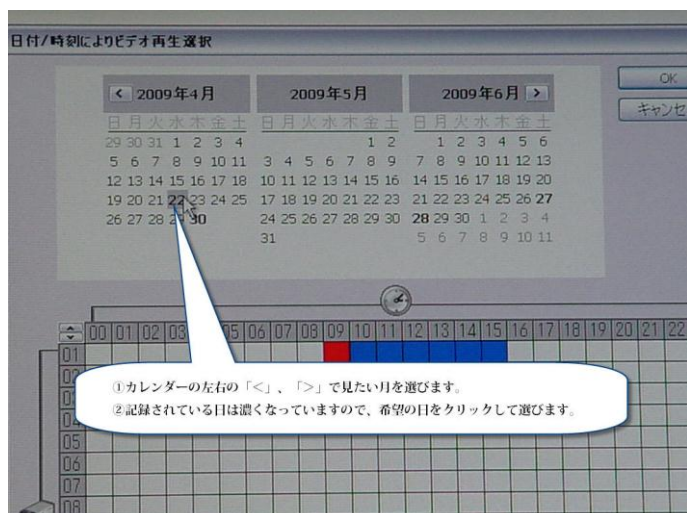 日付/時刻によりビデオ再生選択
OK
キャンセ
< 2009年4月
2009年5月
2009年6月 >
日 月 火 水 木 金 土
日 月 火 水 木 金 土
日 月 火 水 木 金 土
29 30 31 1 2 3 4
1 2
1 2 3 4 5 6
5 6 7 8 9 10 11
3 4 5 6 7 8 9
7 8 9 10 11 12 13
12 13 14 15 16 17 18
10 11 12 13 14 15 16
14 15 16 17 18 19 20
19 20 21 22 23 24 25
17 18 19 20 21 22 23
21 22 23 24 25 26 27
26 27 28 29 30
24 25 26 27 28 29 30
28 29 30 1 2 3 4
31
5 6 7 8 9 10 11
00 01 02 03 05 06 07 08 09 10 11 12 13 14 15 16 17 18 19 20 21 22
01
02
①カレンダーの左右の「<」、「>」で見たい月を選びます。
②記録されている日は濃くなっていますので、希望の日をクリックして選びます。
05
06
07
08